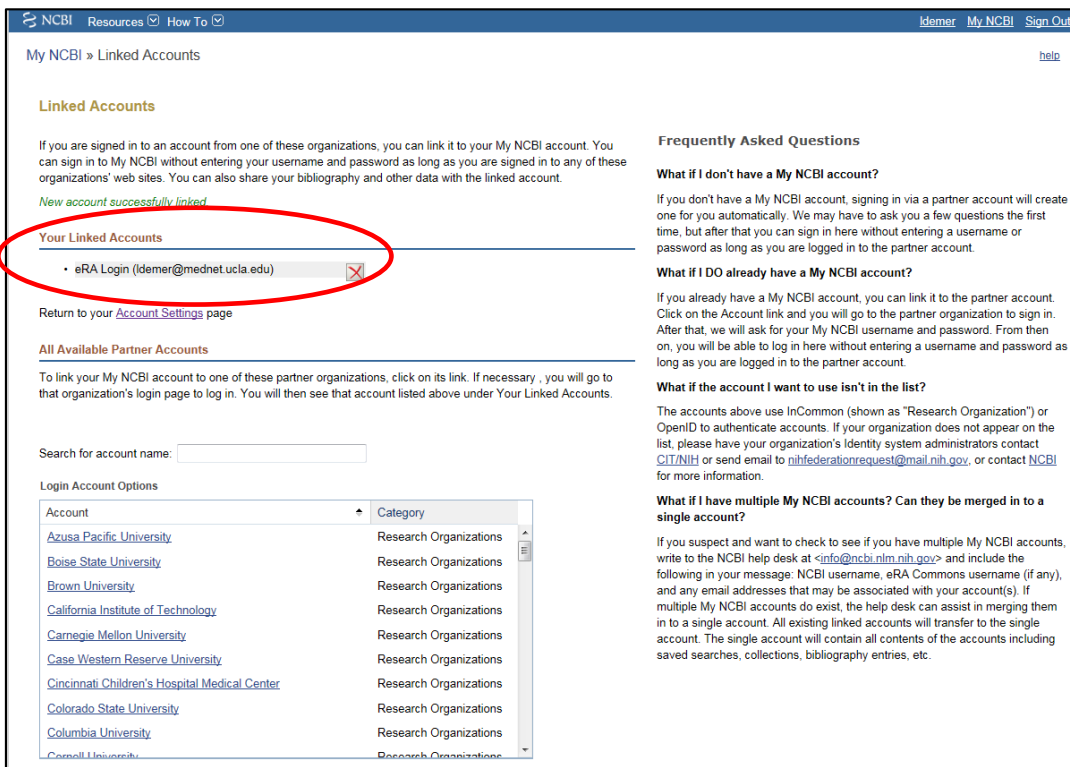 NCBI Resources How To ldemer My NCBI Sign Out
My NCBI » Linked Accounts help
Linked Accounts
If you are signed in to an account from one of these organizations, you can link it to your My NCBI account. You
can sign in to My NCBI without entering your username and password as long as you are signed in to any of these
organizations' web sites. You can also share your bibliography and other data with the linked account.
New account successfully linked.
Your Linked Accounts
• eRA Login (ldemer@mednet.ucla.edu)
Return to your Account Settings page
All Available Partner Accounts
To link your My NCBI account to one of these partner organizations, click on its link. If necessary , you will go to
that organization's login page to log in. You will then see that account listed above under Your Linked Accounts.
Search for account name:
Login Account Options
Account Category
Azusa Pacific University Research Organizations
Boise State University Research Organizations
Brown University Research Organizations
California Institute of Technology Research Organizations
Carnegie Mellon University Research Organizations
Case Western Reserve University Research Organizations
Cincinnati Children's Hospital Medical Center Research Organizations
Colorado State University Research Organizations
Columbia University Research Organizations
Cornell University Research Organizations
Frequently Asked Questions
What if I don't have a My NCBI account?
If you don't have a My NCBI account, signing in via a partner account will create
one for you automatically. We may have to ask you a few questions the first
time, but after that you can sign in here without entering a username or
password as long as you are logged in to the partner account.
What if I DO already have a My NCBI account?
If you already have a My NCBI account, you can link it to the partner account.
Click on the Account link and you will go to the partner organization to sign in.
After that, we will ask for your My NCBI username and password. From then
on, you will be able to log in here without entering a username and password as
long as you are logged in to the partner account.
What if the account I want to use isn't in the list?
The accounts above use InCommon (shown as "Research Organization") or
OpenID to authenticate accounts. If your organization does not appear on the
list, please have your organization's Identity system administrators contact
CIT/NIH or send email to nihfederationrequest@mail.nih.gov, or contact NCBI
for more information.
What if I have multiple My NCBI accounts? Can they be merged in to a
single account?
If you suspect and want to check to see if you have multiple My NCBI accounts,
write to the NCBI help desk at <info@ncbi.nlm.nih.gov> and include the
following in your message: NCBI username, eRA Commons username (if any),
and any email addresses that may be associated with your account(s). If
multiple My NCBI accounts do exist, the help desk can assist in merging them
in to a single account. All existing linked accounts will transfer to the single
account. The single account will contain all contents of the accounts including
saved searches, collections, bibliography entries, etc.